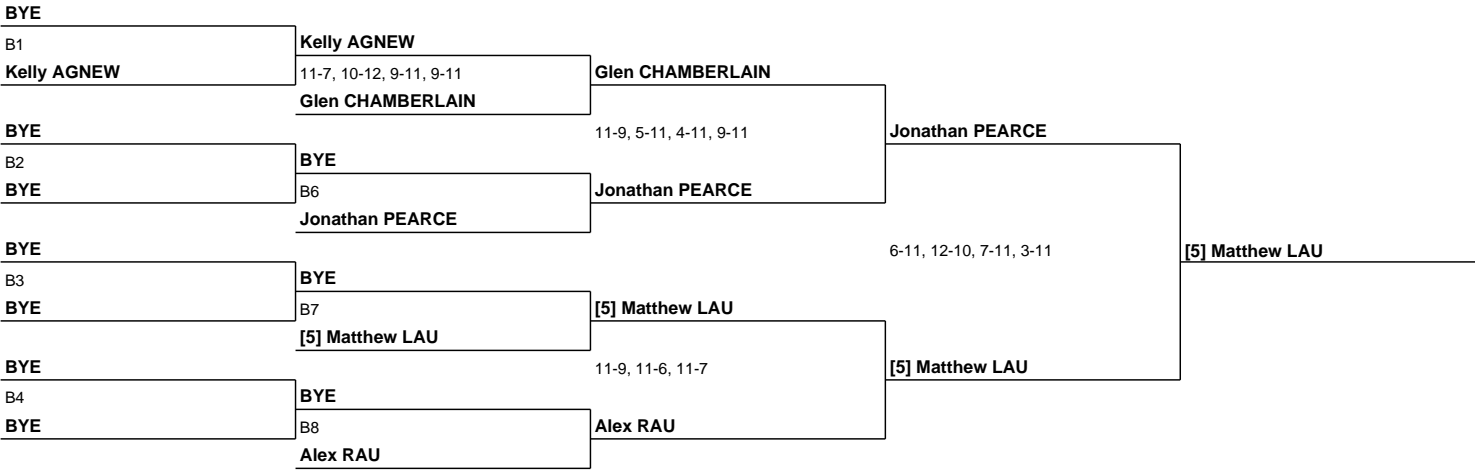 BYE
B1
Kelly AGNEW
Kelly AGNEW
11-7, 10-12, 9-11, 9-11
Glen CHAMBERLAIN
Glen CHAMBERLAIN
BYE
B2
BYE
BYE
B6
Jonathan PEARCE
11-9, 5-11, 4-11, 9-11
Jonathan PEARCE
Jonathan PEARCE
BYE
B3
BYE
BYE
B7
[5] Matthew LAU
[5] Matthew LAU
6-11, 12-10, 7-11, 3-11
[5] Matthew LAU
BYE
B4
BYE
BYE
B8
Alex RAU
11-9, 11-6, 11-7
Alex RAU
[5] Matthew LAU